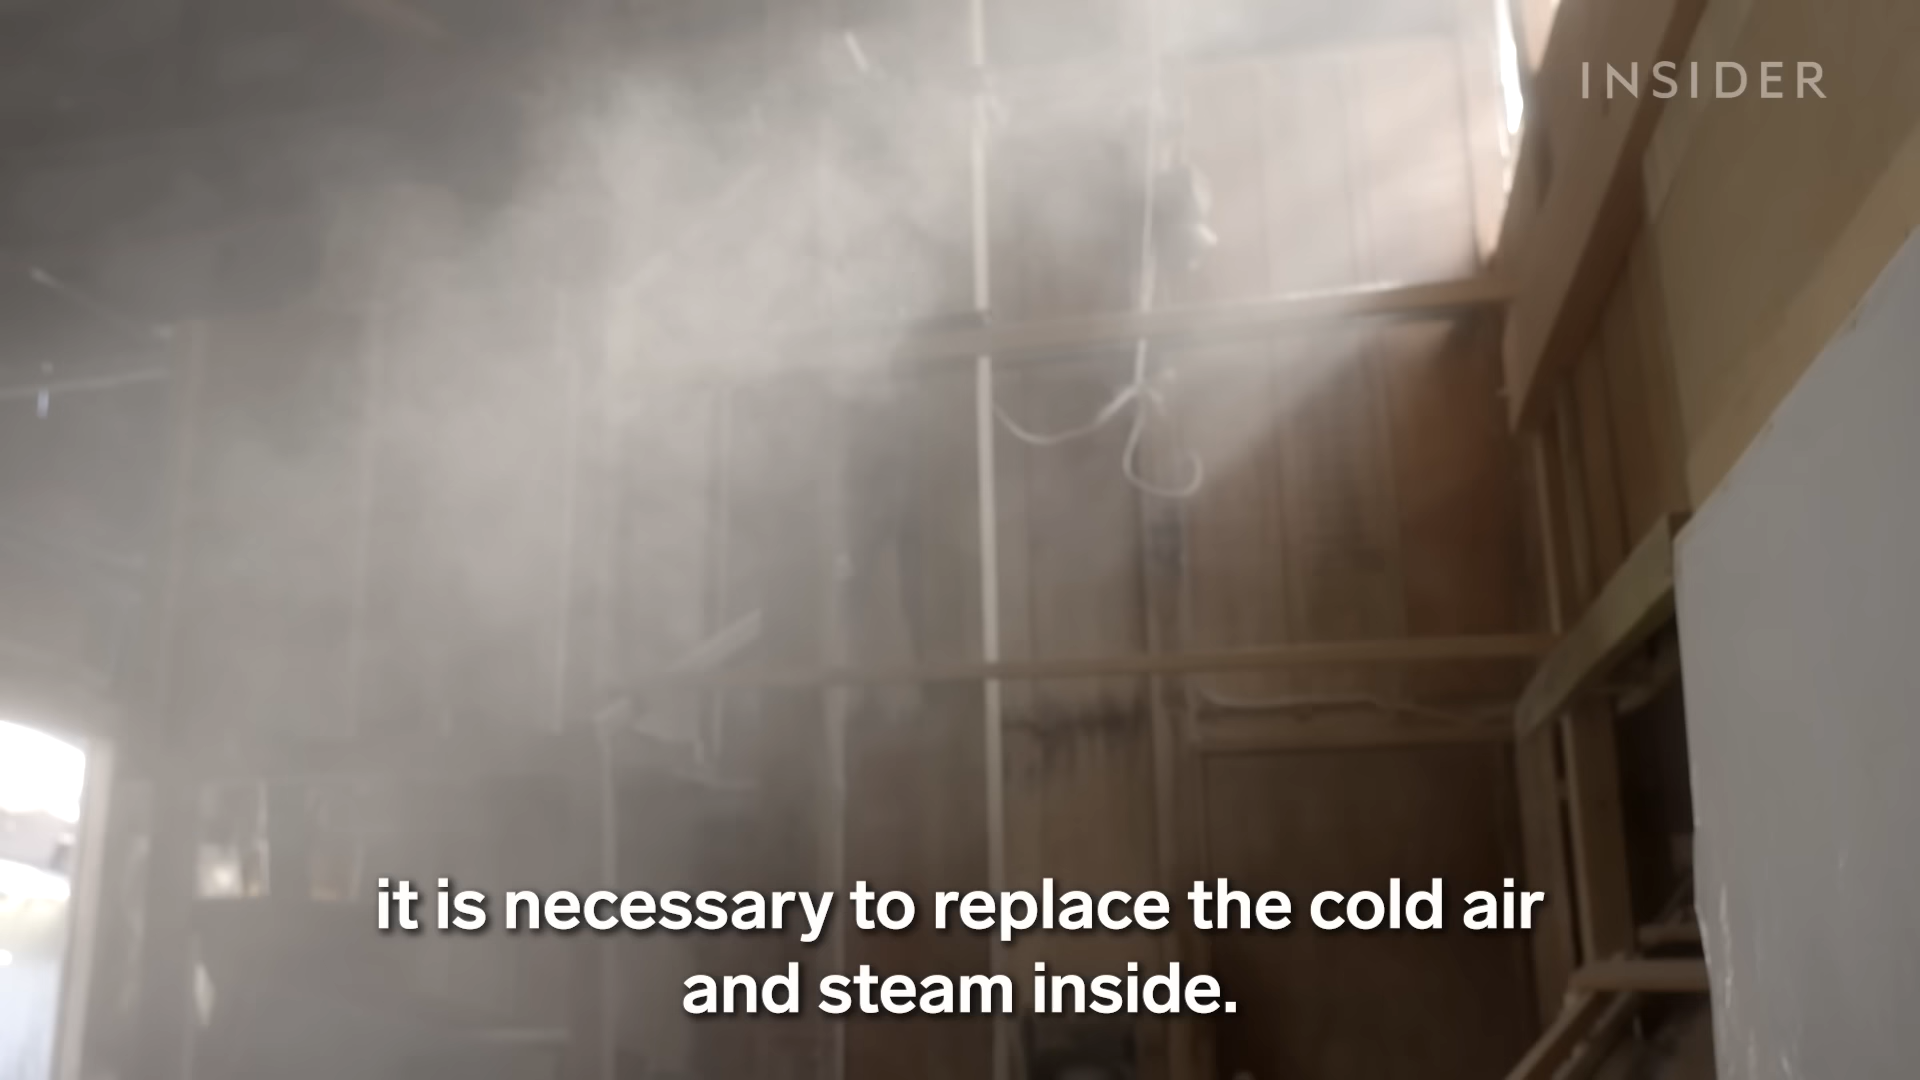 INSIDER
it is necessary to replace the cold air
and steam inside.